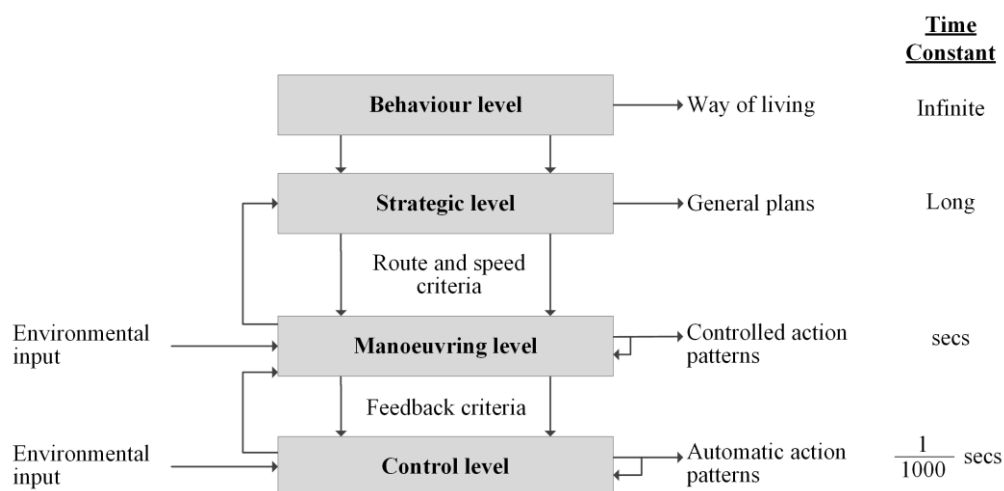 Time
Constant
Behaviour level
Way of living
Infinite
Strategic level
General plans
Long
Route and speed
criteria
Environmental
input
Manoeuvring level
Controlled action
patterns
secs
Feedback criteria
Environmental
input
Control level
Automatic action
patterns
1
1000
secs